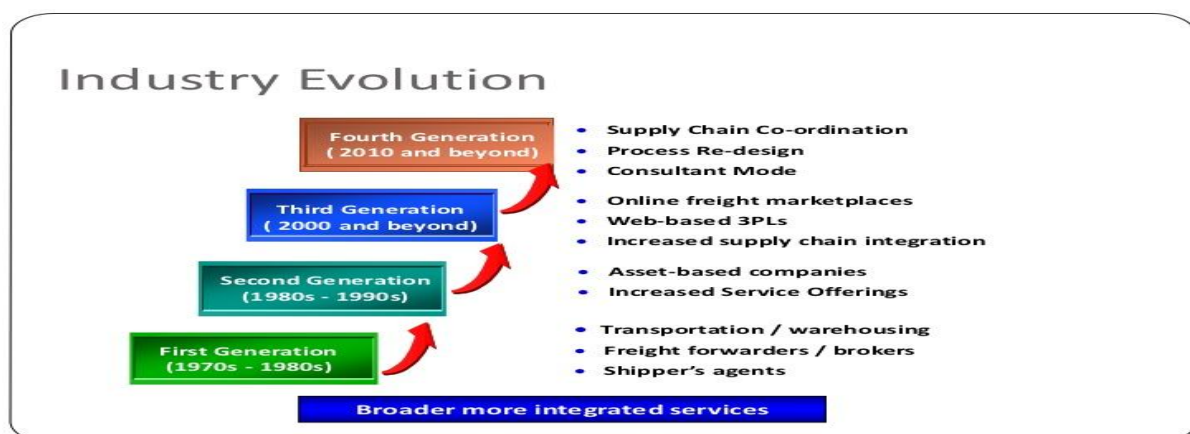 Industry Evolution
Fourth Generation
( 2010 and beyond)
• Supply Chain Co-ordination
• Process Re-design
• Consultant Mode
Third Generation
( 2000 and beyond)
• Online freight marketplaces
• Web-based 3PLs
• Increased supply chain integration
Second Generation
(1980s - 1990s)
• Asset-based companies
• Increased Service Offerings
First Generation
(1970s - 1980s)
• Transportation / warehousing
• Freight forwarders / brokers
• Shipper’s agents
Broader more integrated services